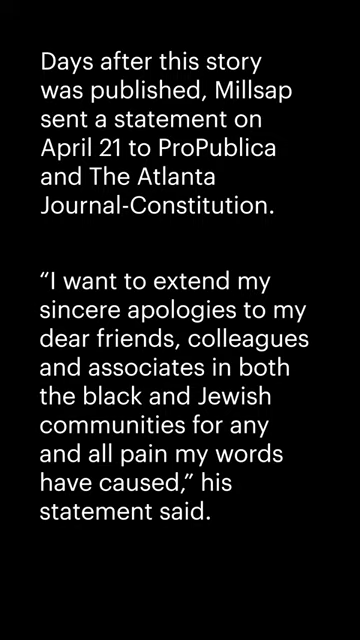 Days after this story
was published, Millsap
sent a statement on
April 21 to ProPublica
and The Atlanta
Journal-Constitution.
“I want to extend my
sincere apologies to my
dear friends, colleagues
and associates in both
the black and Jewish
communities for any
and all pain my words
have caused,” his
statement said.